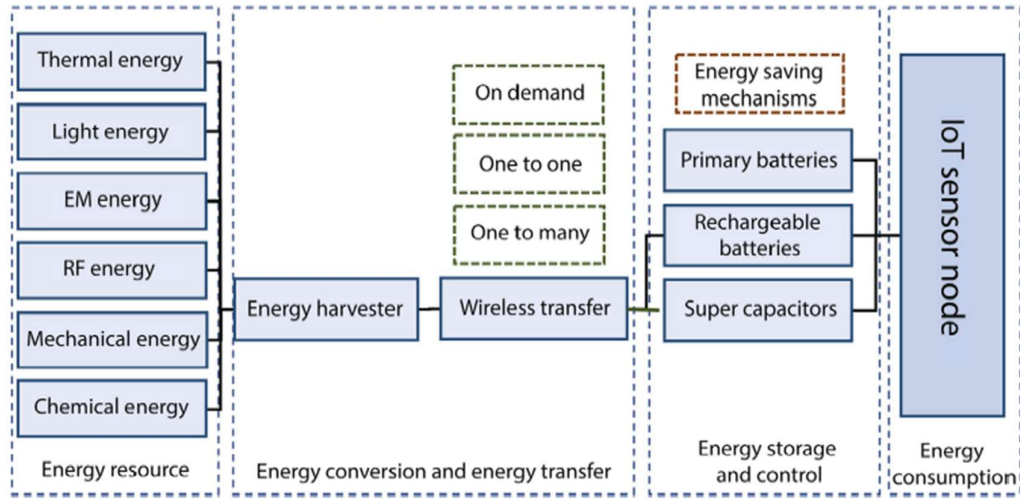 Thermal energy
Light energy
EM energy
RF energy
Mechanical energy
Chemical energy
Energy resource
On demand
One to one
One to many
Energy harvester
Wireless transfer
Energy conversion and energy transfer
Energy saving
mechanisms
Primary batteries
Rechargeable
batteries
Super capacitors
Energy storage
and control
IoT sensor node
Energy
consumption